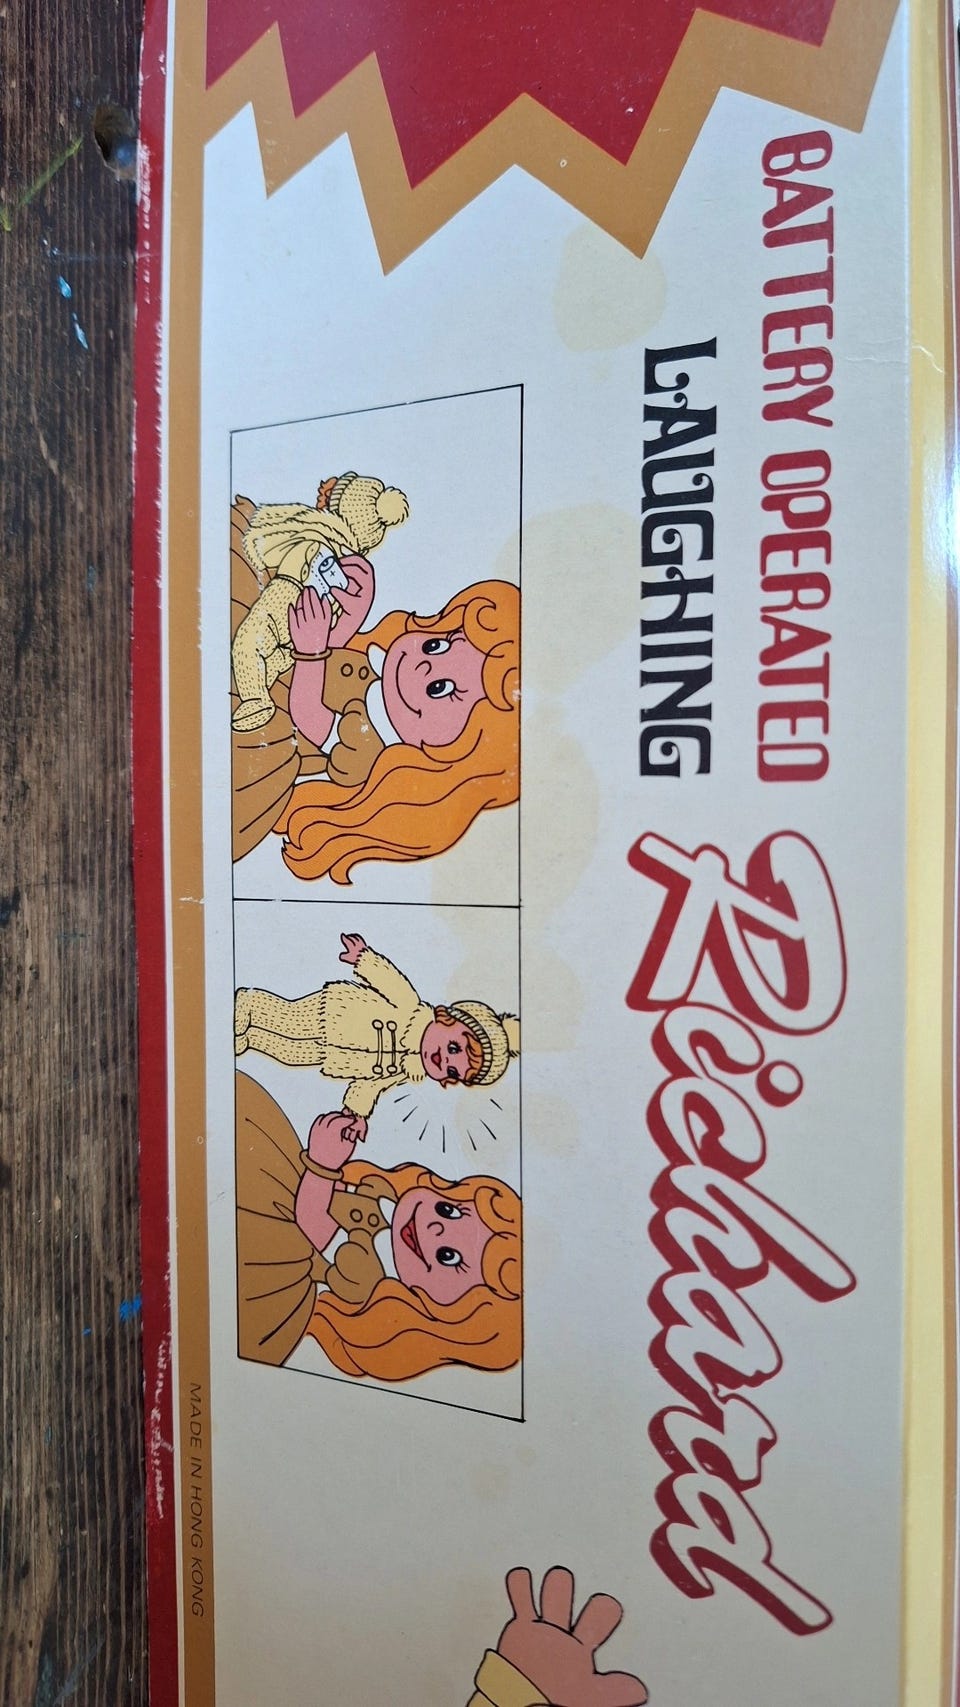 BATTERY OPERATED
LAUGHING Richard
MADE IN HONG KONG